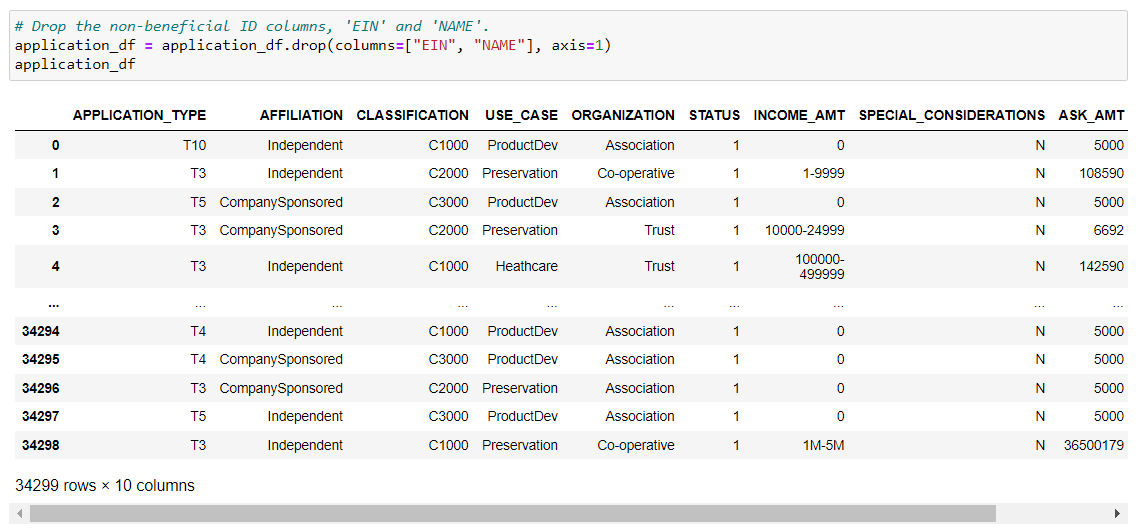 # Drop the non-beneficial ID columns, 'EIN' and 'NAME'.
application_df = application_df.drop(columns=["EIN", "NAME"], axis=1)
application_df
APPLICATION_TYPE AFFILIATION CLASSIFICATION USE_CASE ORGANIZATION STATUS INCOME_AMT SPECIAL_CONSIDERATIONS ASK_AMT
0 T10 Independent C1000 ProductDev Association 1 0 N 5000
1 T3 Independent C2000 Preservation Co-operative 1 1-9999 N 108590
2 T5 CompanySponsored C3000 ProductDev Association 1 0 N 5000
3 T3 CompanySponsored C2000 Preservation Trust 1 10000-24999 N 6692
4 T3 Independent C1000 Heathcare Trust 1 100000-
499999 N 142590
... ... ... ... ... ... ... ... ... ...
34294 T4 Independent C1000 ProductDev Association 1 0 N 5000
34295 T4 CompanySponsored C3000 ProductDev Association 1 0 N 5000
34296 T3 CompanySponsored C2000 Preservation Association 1 0 N 5000
34297 T5 Independent C3000 ProductDev Association 1 0 N 5000
34298 T3 Independent C1000 Preservation Co-operative 1 1M-5M N 36500179
34299 rows × 10 columns